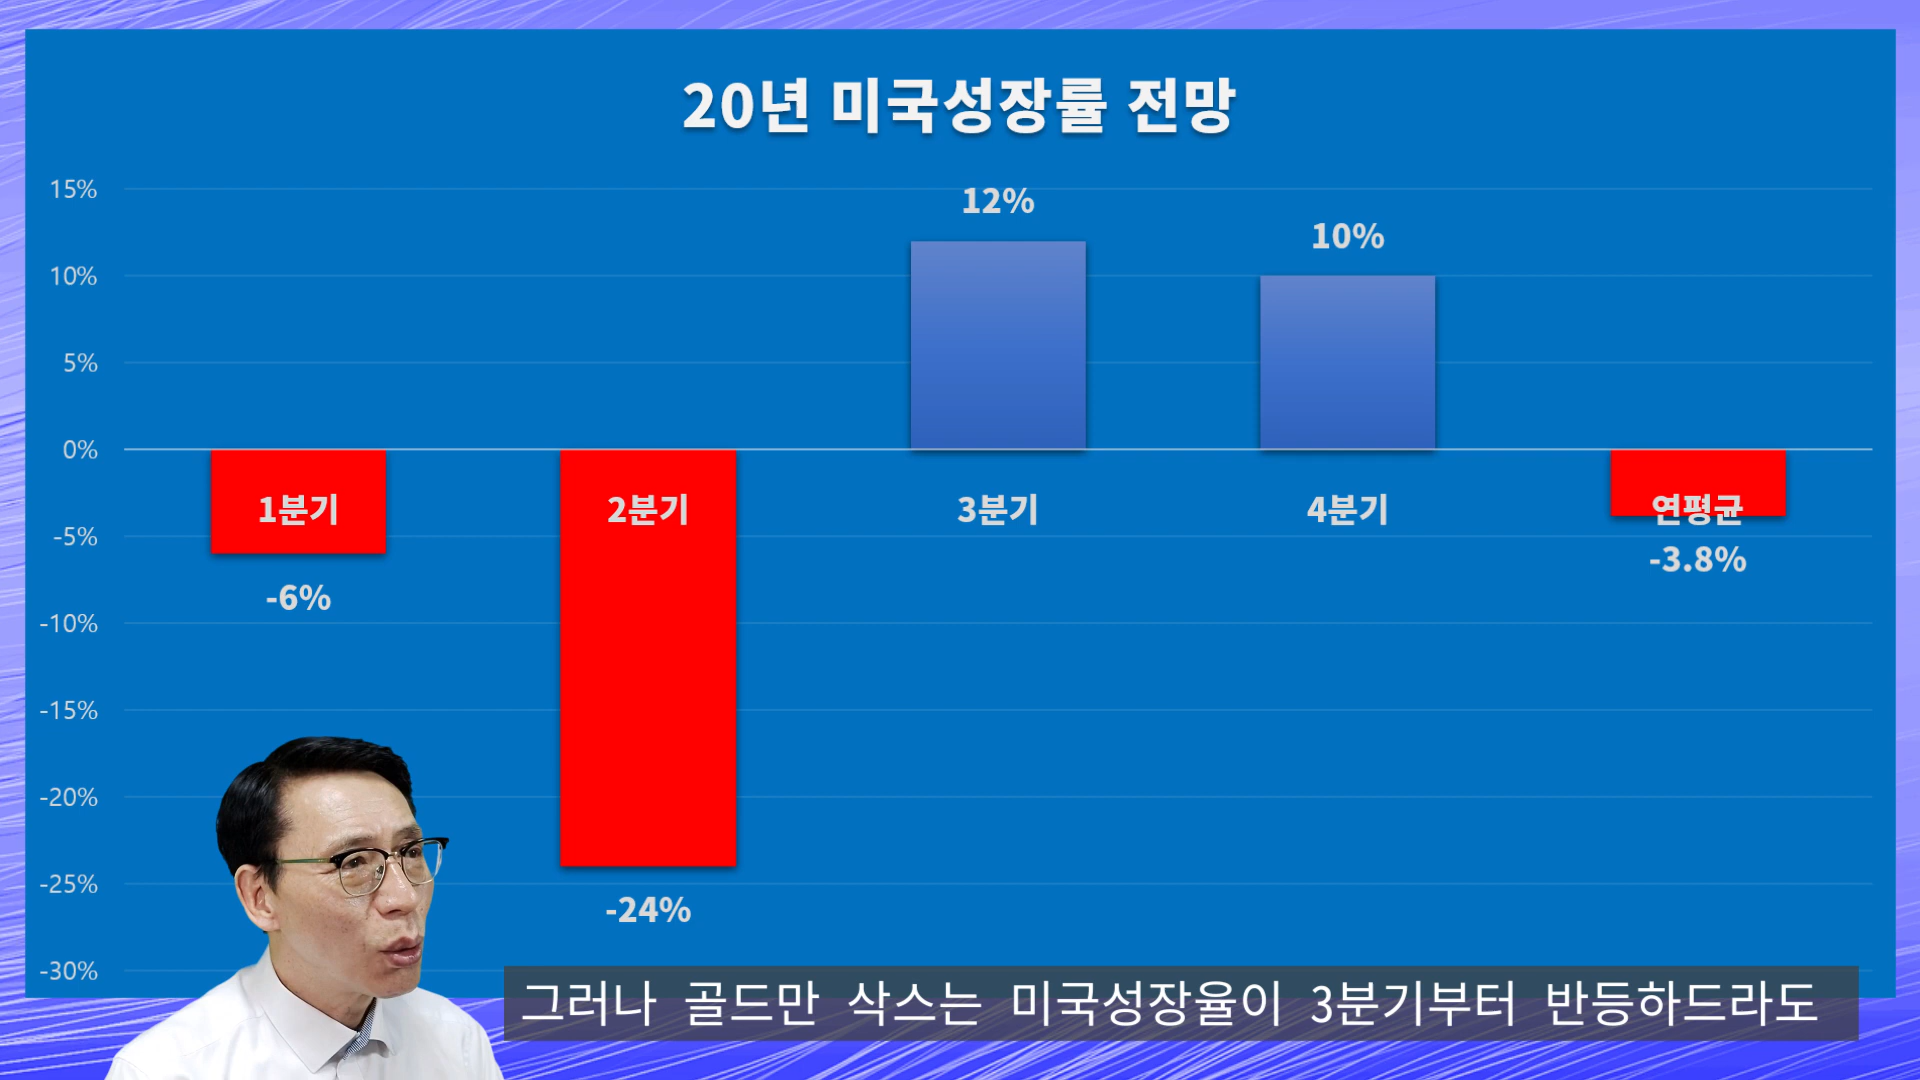 20년 미국성장률 전망
15%
10%
5%
0%
-5%
-10%
-15%
-20%
-25%
-30%
12%
10%
1분기
2분기
3분기
4분기
연평균
-6%
-24%
-3.8%
그러나 골드만 삭스는 미국성장율이 3분기부터 반등하드라도